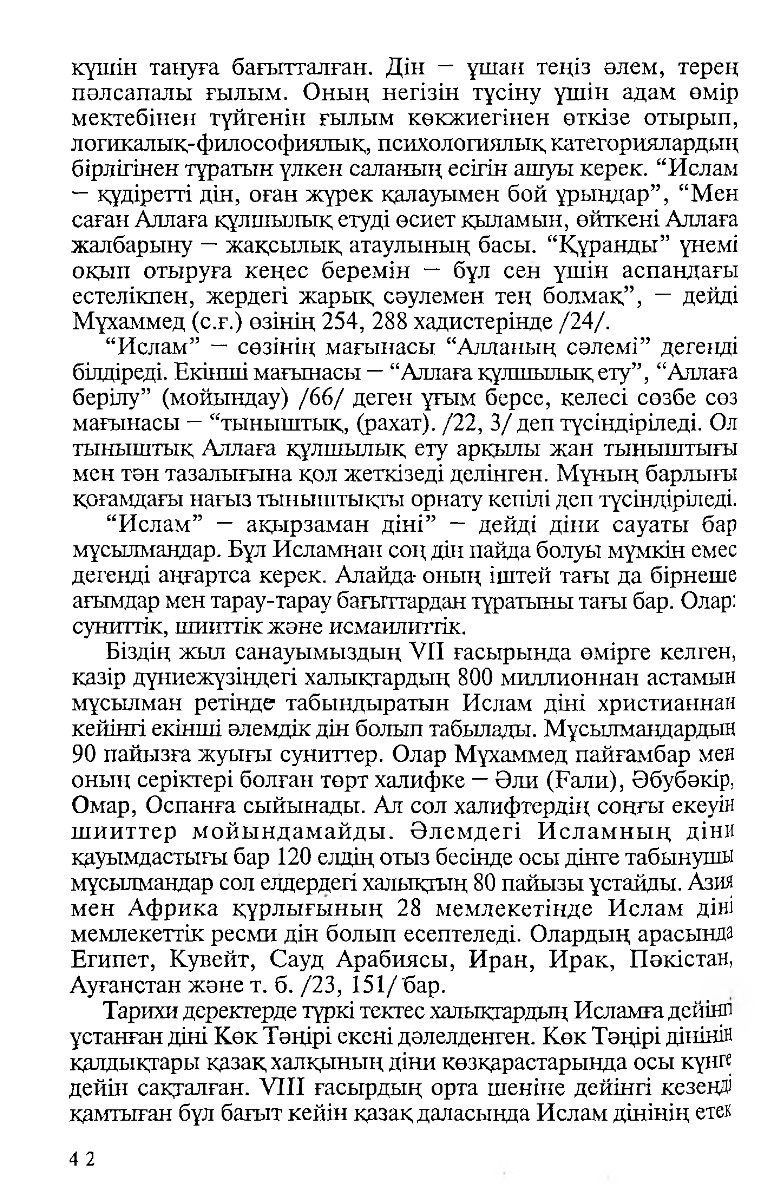 күшін тануға бағытталған. Дін — ұшан теңіз әлем, терең
пәлсапалы ғылым. Оның негізін түсіну үшін адам өмір
мектебінен түйгенін ғылым көкжиегінен өткізе отырып,
логикалық-философиялық, психологиялық категориялардың
бірлігінен тұратын үлкен саланың есігін ашуы керек. “Ислам
— құдіретті дін, оған жүрек қалауымен бой ұрыңдар”, “Мен
саған Аллаға құлшылық етуді өсиет қыламын, өйткені Аллаға
жалбарыну — жақсылық атаулының басы. “Құранды” үнемі
оқып отыруға кеңес беремін — бұл сен үшін аспандағы
естелікпен, жердегі жарық сәулемен тең болмақ”, — дейді
Мұхаммед (с.ғ.) өзінің 254, 288 хадистерінде /24/.
“Ислам” — сөзінің мағынасы “Алланың сәлемі” дегенді
білдіреді. Екінші мағынасы — “Аллаға құлшылық ету”, “Аллаға
берілу” (мойындау) /66/ деген ұғым берсе, келесі сөзбе сөз
мағынасы — “тыныштық, (рахат). /22, 3/ деп түсіндіріледі. Ол
тыныштық Аллаға құлшылық ету арқылы жан тыныштығы
мен тән тазалығына қол жеткізеді делінген. Мұның барлығы
қоғамдағы нағыз тыныштықты орнату кепілі деп түсіндіріледі.
“Ислам” — ақырзаман діні” — дейді діни сауаты бар
мұсылмандар. Бұл Исламнан соң дін пайда болуы мүмкін емес
дегенді аңғартса керек. Алайда оның іштей тағы да бірнеше
ағымдар мен тарау-тарау бағыттардан тұратыны тағы бар. Олар:
суниттік, шииттік және исмаилиттік.
Біздің жыл санауымыздың VII ғасырында өмірге келген,
қазір дүниежүзіндегі халықтардың 800 миллионнан астамын
мұсылман ретінде табындыратын Ислам діні христианнан
кейінгі екінші әлемдік дін болып табылады. Мұсылмандардың
90 пайызға жуығы суниттер. Олар Мұхаммед пайғамбар мен
оның серіктері болған төрт халифке — Әли (Ғали), Әбубәкір,
Омар, Оспанға сыйынады. Ал сол халифтердің соңғы екеуін
шииттер мойындамайды. Әлемдегі Исламның діни
қауымдастығы бар 120 елдің отыз бесінде осы дінге табынушы
мұсылмандар сол елдердегі халықтың 80 пайызы ұстайды. Азия
мен Африка құрлығының 28 мемлекетінде Ислам діні
мемлекеттік ресми дін болып есептеледі. Олардың арасында
Египет, Кувейт, Сауд Арабиясы, Иран, Ирак, Пәкістан,
Ауғанстан және т. б. /23, 151/ бар.
Тарихи деректерде түркі тектес халықтардың Исламға дейінгі
ұстанған діні Көк Тәңірі екені дәлелденген. Көк Тәңірі дінінің
қалдықтары қазақ халқының діни көзқарастарында осы күнге
дейін сақталған. VIII ғасырдың орта шеніне дейінгі кезеңді
қамтыған бұл бағыт кейін қазақ даласында Ислам дінінің етек
42